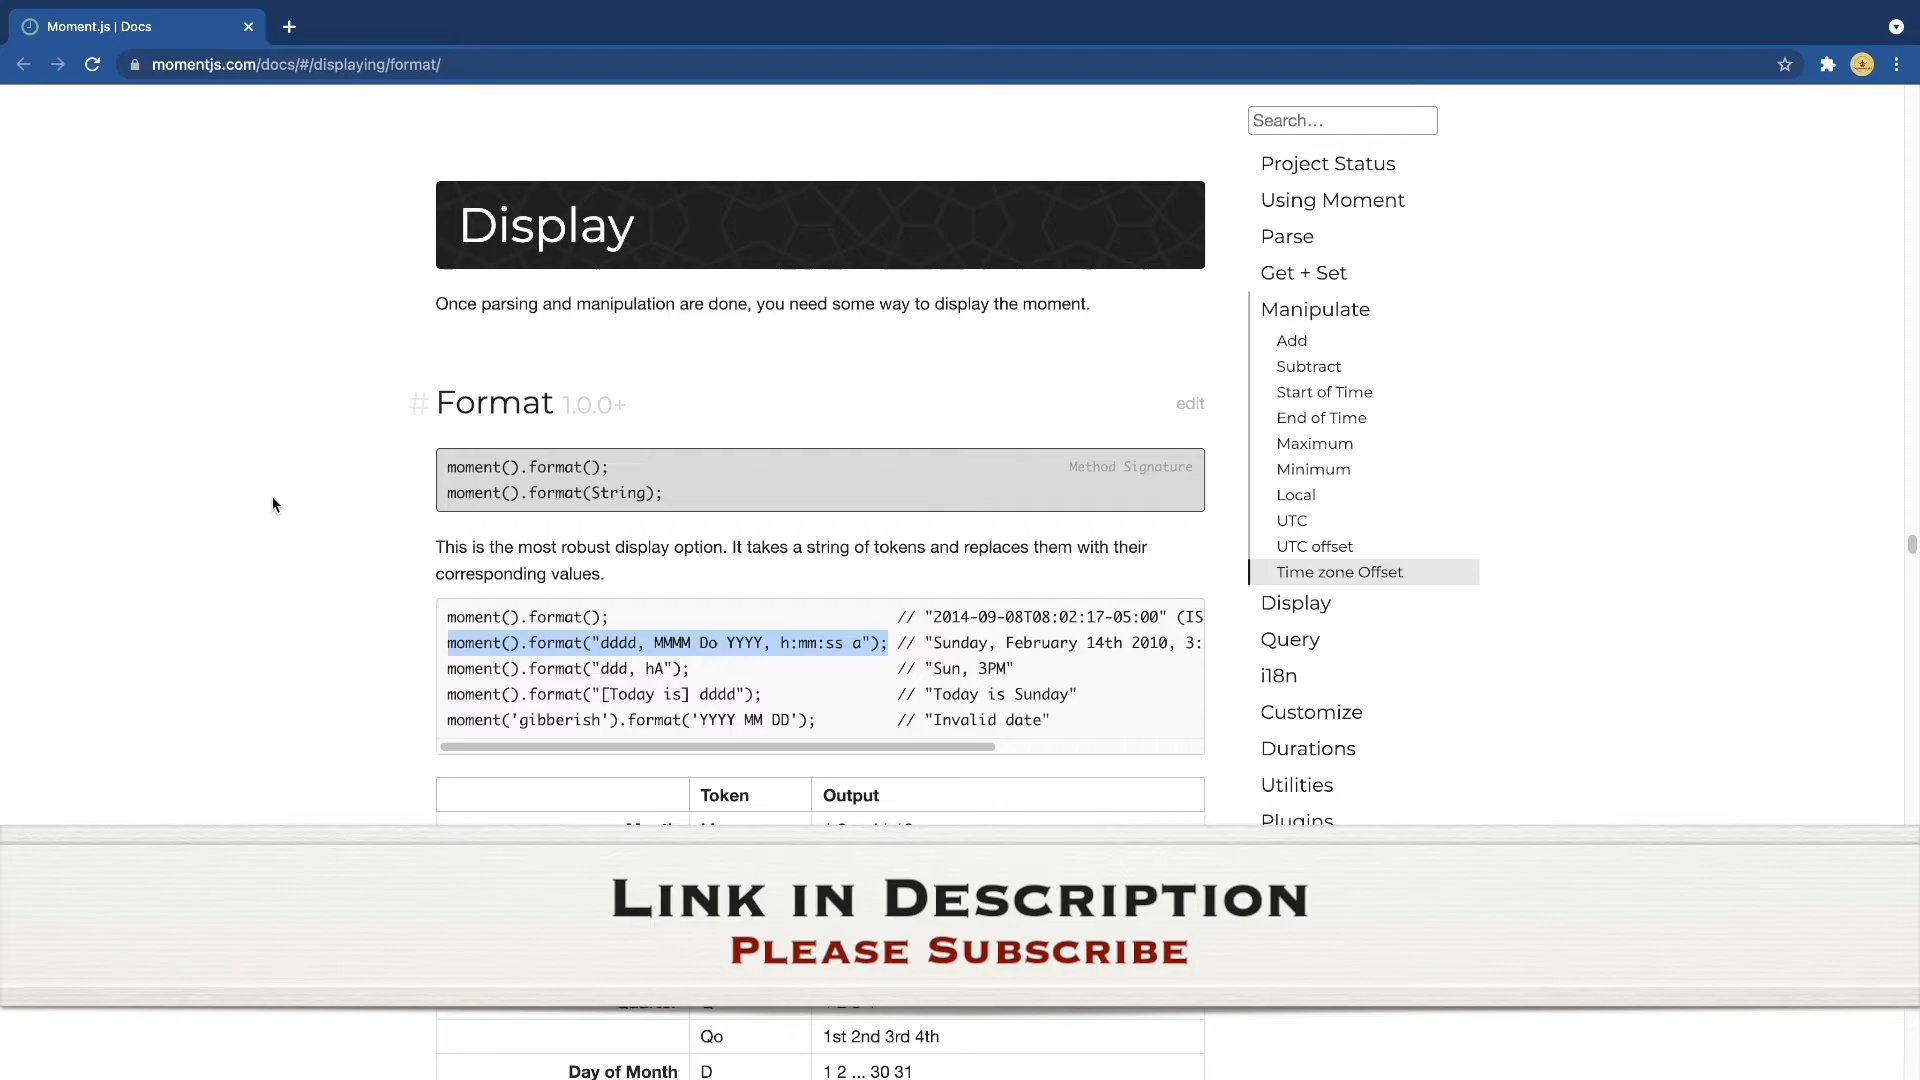 Moment.js | Docs
momentjs.com/docs/#/displaying/format/
Search...
Project Status
Using Moment
Parse
Get + Set
Manipulate
Add
Subtract
Start of Time
End of Time
Maximum
Minimum
Local
UTC
UTC offset
Time zone Offset
Display
Query
i18n
Customize
Durations
Utilities
Plugins
Display
Once parsing and manipulation are done, you need some way to display the moment.
# Format 1.0.0+
edit
moment().format();
Method Signature
moment().format(String);
This is the most robust display option. It takes a string of tokens and replaces them with their
corresponding values.
moment().format(); // "2014-09-08T08:02:17-05:00" (IS
moment().format("dddd, MMMM Do YYYY, h:mm:ss a"); // "Sunday, February 14th 2010, 3:
moment().format("ddd, hA"); // "Sun, 3PM"
moment().format("[Today is] dddd"); // "Today is Sunday"
moment('gibberish').format('YYYY MM DD'); // "Invalid date"
Token Output
Link in Description
Please Subscribe
Qo 1st 2nd 3rd 4th
Day of Month D 1 2 ... 30 31